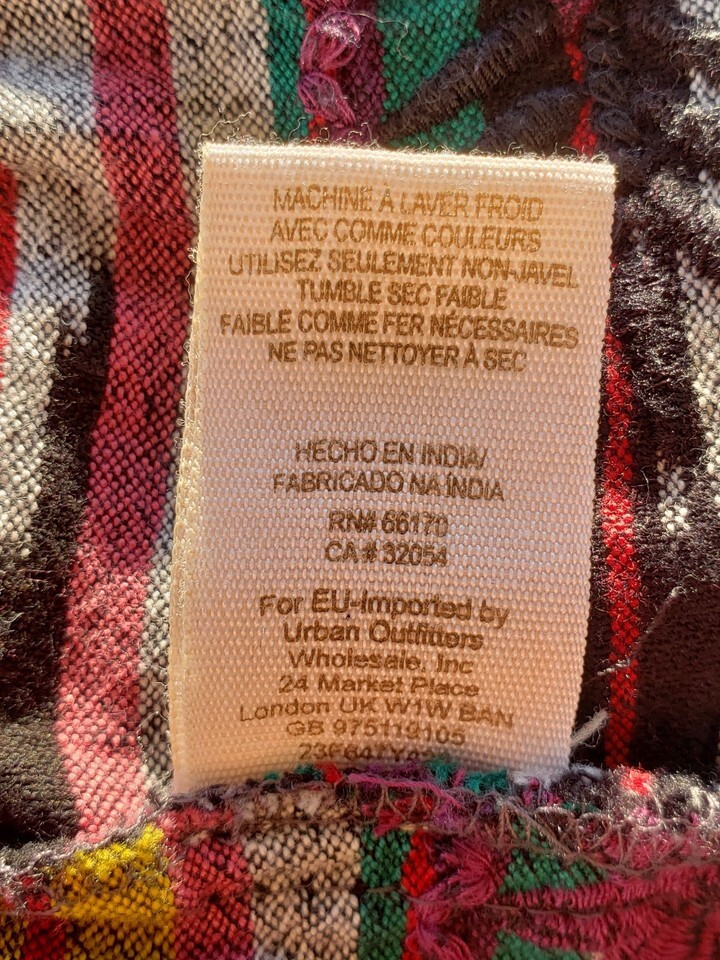 MACHINE À LAVER FROID
AVEC COMME COULEURS
UTILISEZ SEULEMENT NON-JAVEL
TUMBLE SEC FAIBLE
FAIBLE COMME FER NÉCESSAIRES
NE PAS NETTOYER À SEC
HECHO EN INDIA/
FABRICADO NA ÍNDIA
RN# 66170
CA # 32054
For EU-Imported by
Urban Outfitters
Wholesale, Inc
24 Market Place
London UK W1W 8AN
GB 975119105